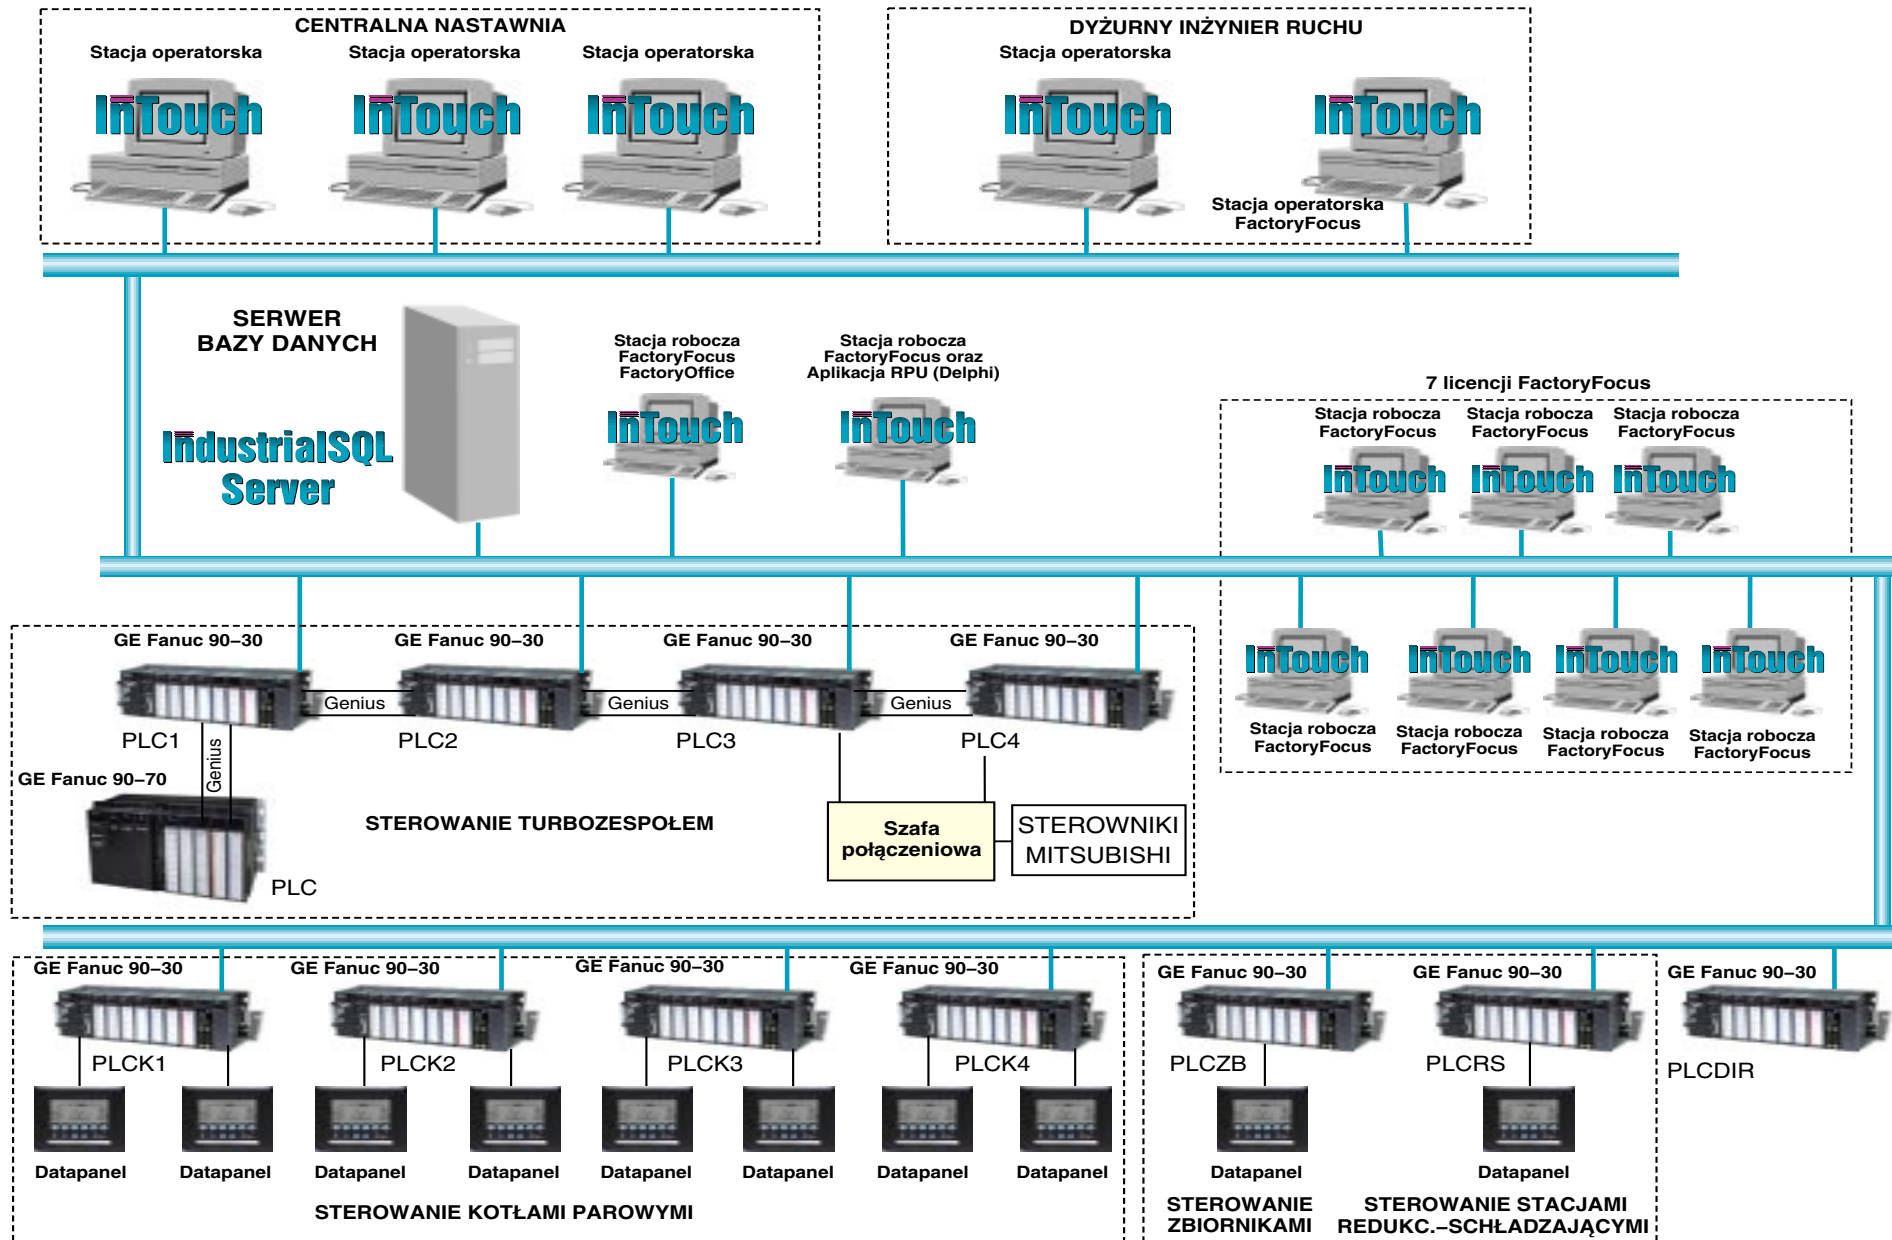 CENTRALNA NASTAWNIA
Stacja operatorska
Stacja operatorska
Stacja operatorska
InTouch
InTouch
InTouch
DYŻURNY INŻYNIER RUCHU
Stacja operatorska
InTouch
InTouch
Stacja operatorska
FactoryFocus
SERWER
BAZY DANYCH
IndustrialSQL
Server
Stacja robocza
FactoryFocus
FactoryOffice
InTouch
Stacja robocza
FactoryFocus oraz
Aplikacja RPU (Delphi)
InTouch
7 licencji FactoryFocus
Stacja robocza
FactoryFocus
Stacja robocza
FactoryFocus
Stacja robocza
FactoryFocus
InTouch
InTouch
InTouch
InTouch
InTouch
InTouch
InTouch
Stacja robocza
FactoryFocus
Stacja robocza
FactoryFocus
Stacja robocza
FactoryFocus
Stacja robocza
FactoryFocus
GE Fanuc 90–30
GE Fanuc 90–30
GE Fanuc 90–30
GE Fanuc 90–30
Genius
Genius
Genius
PLC1
PLC2
PLC3
PLC4
Genius
GE Fanuc 90–70
PLC
STEROWANIE TURBOZESPOŁEM
Szafa
połączeniowa
STEROWNIKI
MITSUBISHI
GE Fanuc 90–30
GE Fanuc 90–30
GE Fanuc 90–30
GE Fanuc 90–30
GE Fanuc 90–30
GE Fanuc 90–30
GE Fanuc 90–30
PLCK1
PLCK2
PLCK3
PLCK4
PLCZB
PLCRS
PLCDIR
Datapanel
Datapanel
Datapanel
Datapanel
Datapanel
Datapanel
Datapanel
Datapanel
Datapanel
Datapanel
STEROWANIE KOTŁAMI PAROWYMI
STEROWANIE
ZBIORNIKAMI
STEROWANIE STACJAMI
REDUKC.–SCHŁADZAJĄCYMI